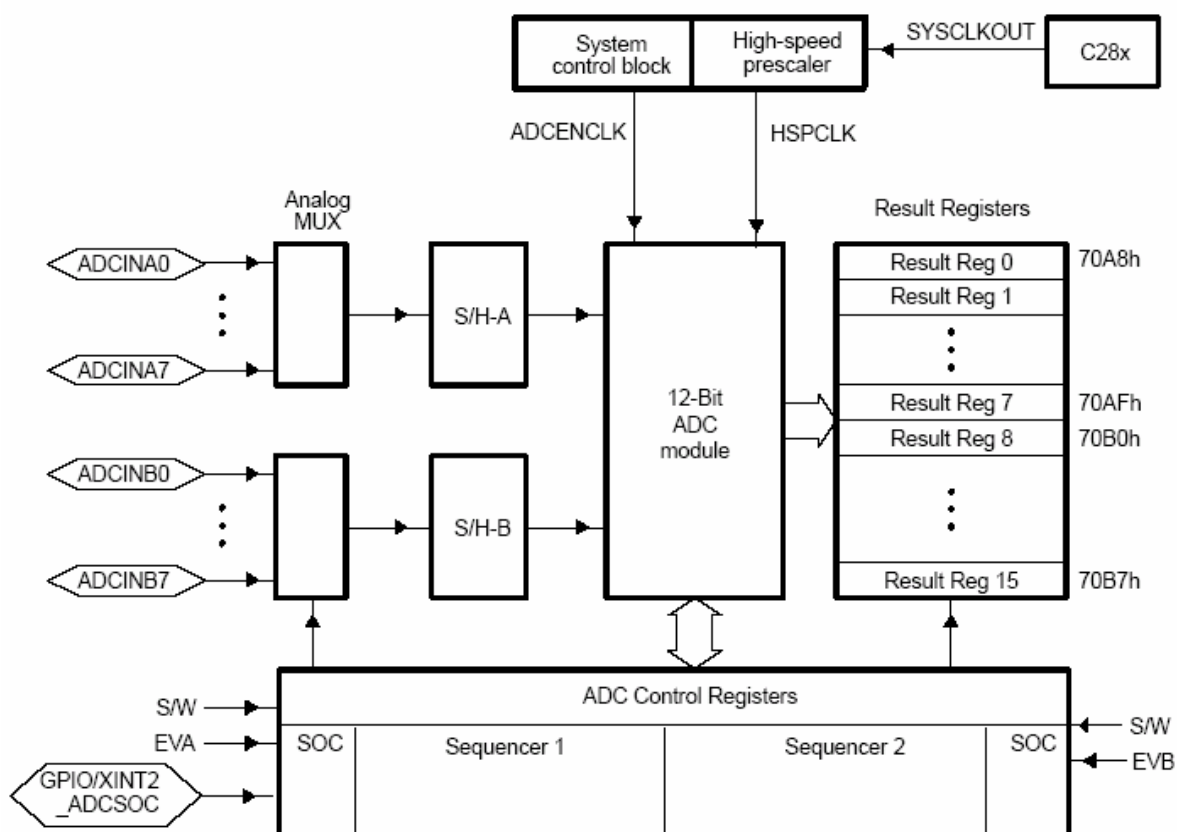 System
control block
High-speed
prescaler
SYSCLKOUT
C28x
ADCENCLK
HSPCLK
Analog
MUX
Result Registers
ADCINA0
ADCINA7
S/H-A
ADCINB0
ADCINB7
S/H-B
12-Bit
ADC
module
Result Reg 0
70A8h
Result Reg 1
Result Reg 7
70AFh
Result Reg 8
70B0h
Result Reg 15
70B7h
ADC Control Registers
S/W
EVA
GPIO/XINT2
_ADCSOC
SOC
Sequencer 1
Sequencer 2
SOC
S/W
EVB